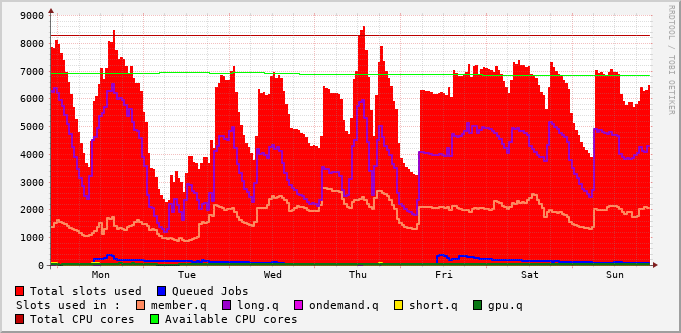 9000
8000
7000
6000
5000
4000
3000
2000
1000
0
Mon Tue Wed Thu Fri Sat Sun
RRDTOOL / TOBI OETIKER
Total slots used Queued Jobs
Slots used in : member.q long.q ondemand.q short.q gpu.q
Total CPU cores Available CPU cores